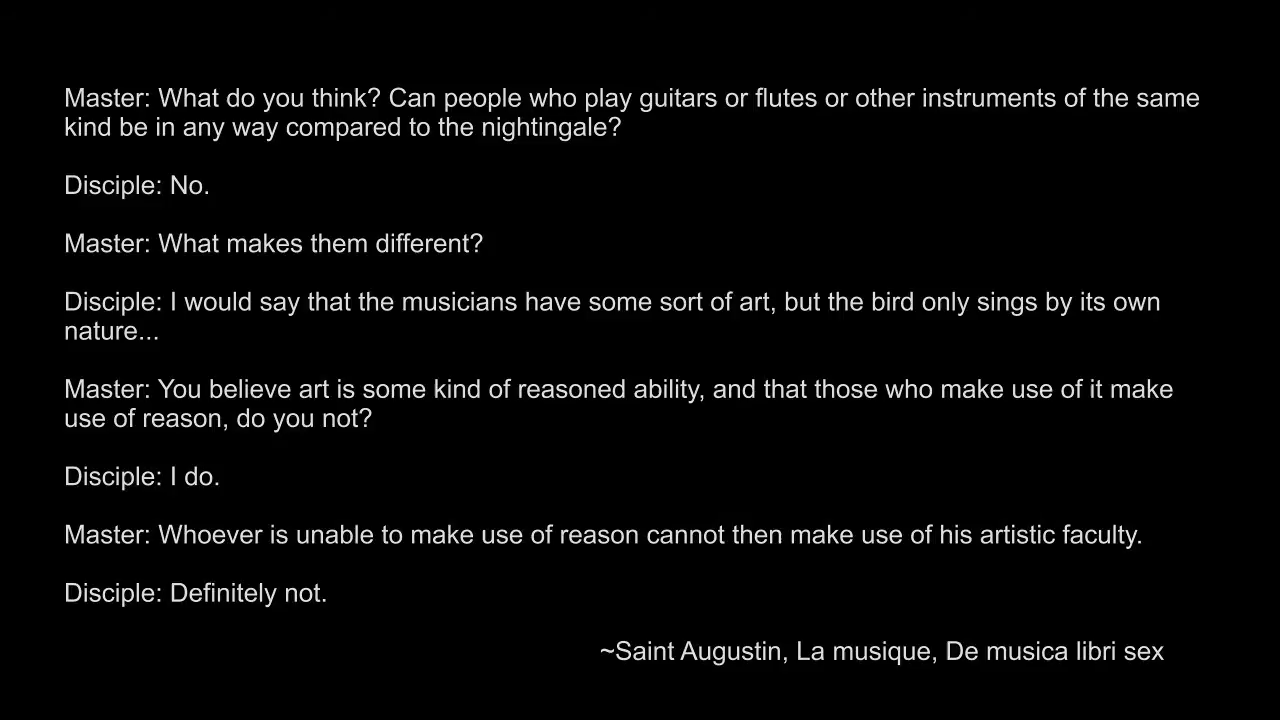 Master: What do you think? Can people who play guitars or flutes or other instruments of the same
kind be in any way compared to the nightingale?
Disciple: No.
Master: What makes them different?
Disciple: I would say that the musicians have some sort of art, but the bird only sings by its own
nature...
Master: You believe art is some kind of reasoned ability, and that those who make use of it make
use of reason, do you not?
Disciple: I do.
Master: Whoever is unable to make use of reason cannot then make use of his artistic faculty.
Disciple: Definitely not.
~Saint Augustin, La musique, De musica libri sex